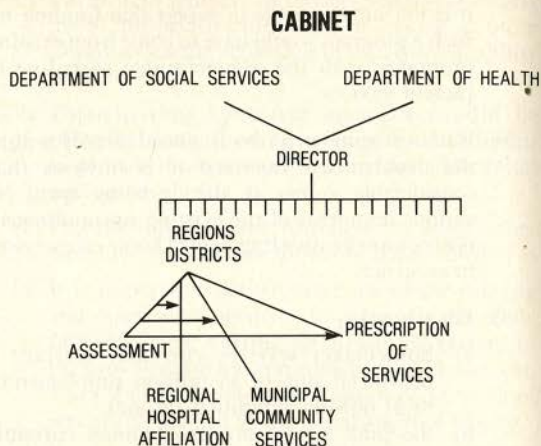 CABINET
DEPARTMENT OF SOCIAL SERVICES DEPARTMENT OF HEALTH
DIRECTOR
REGIONS
DISTRICTS
ASSESSMENT
PRESCRIPTION
OF
SERVICES
REGIONAL
HOSPITAL
AFFILIATION
MUNICIPAL
COMMUNITY
SERVICES